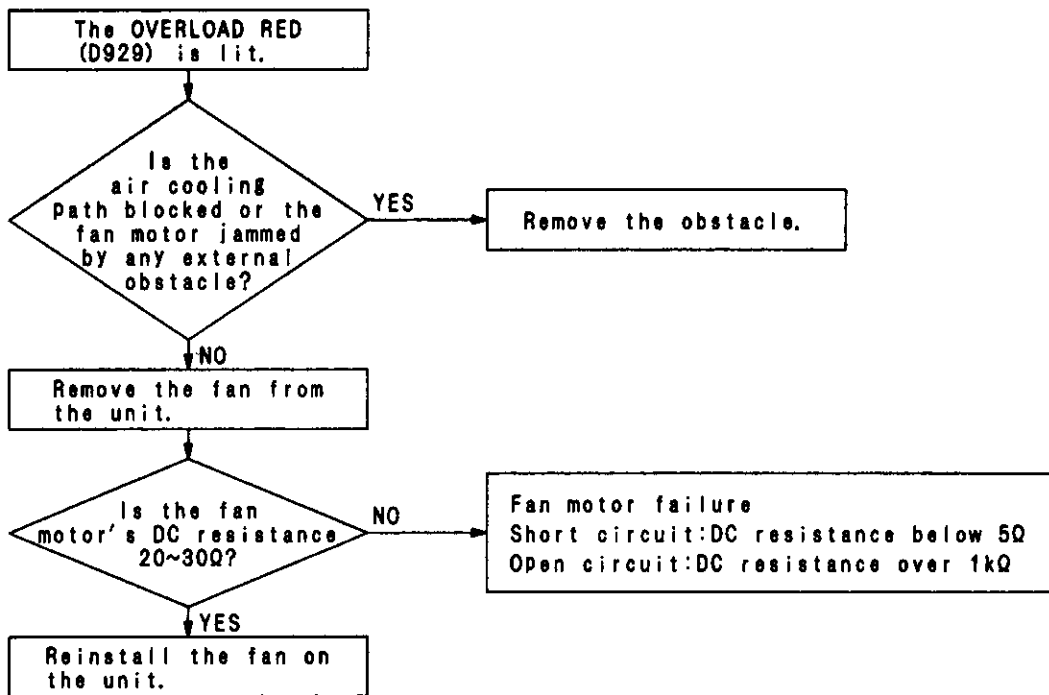 The OVERLOAD RED
(D929) is lit.
Is the
air cooling
path blocked or the
fan motor jammed
by any external
obstacle?
YES
Remove the obstacle.
NO
Remove the fan from
the unit.
Is the fan
motor's DC resistance
20~30Ω?
NO
Fan motor failure
Short circuit:DC resistance below 5Ω
Open circuit:DC resistance over 1kΩ
YES
Reinstall the fan on
the unit.